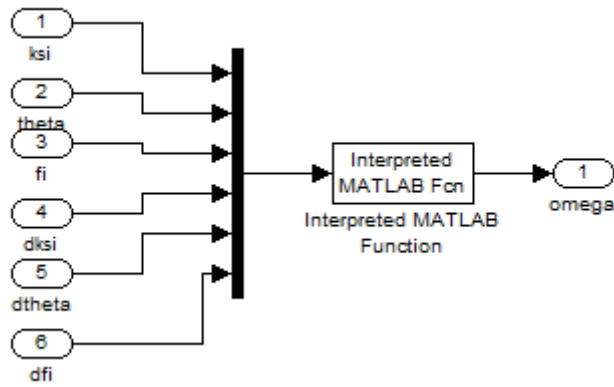 1
ksi
2
theta
3
fi
4
dksi
5
dtheta
6
dfi
Interpreted
MATLAB Fcn
Interpreted MATLAB
Function
1
omega